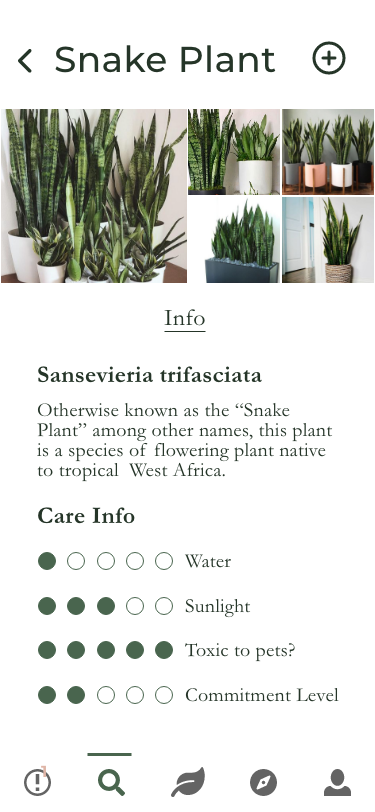 Snake Plant
Info
Sansevieria trifasciata
Otherwise known as the “Snake
Plant” among other names, this plant
is a species of flowering plant native
to tropical West Africa.
Care Info
Water
Sunlight
Toxic to pets?
Commitment Level
1